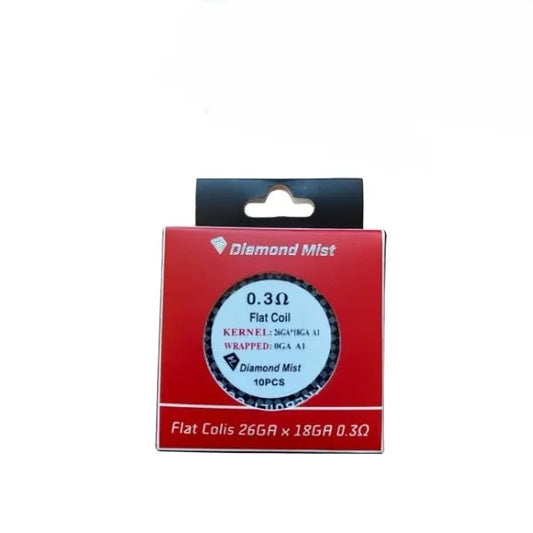 Diamond Mist
0.3Ω
Flat Coil
KERNEL: 26GA*18GA A1
WRAPPED: 0GA A1
Diamond Mist
10PCS
Flat Colis 26GA x 18GA 0.3Ω